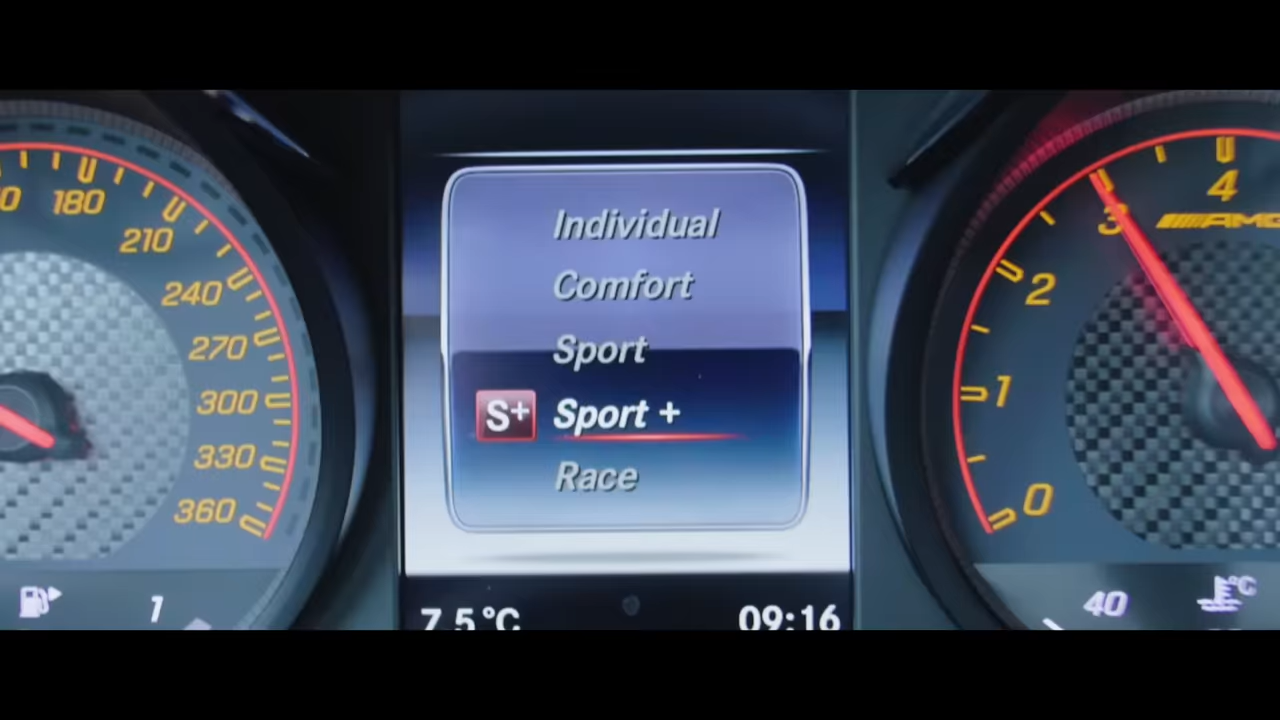 180
210
240
270
300
330
360
1
Individual
Comfort
Sport
S+ Sport +
Race
7.5°C 09:16
4
AMG
3
2
1
0
40
°C